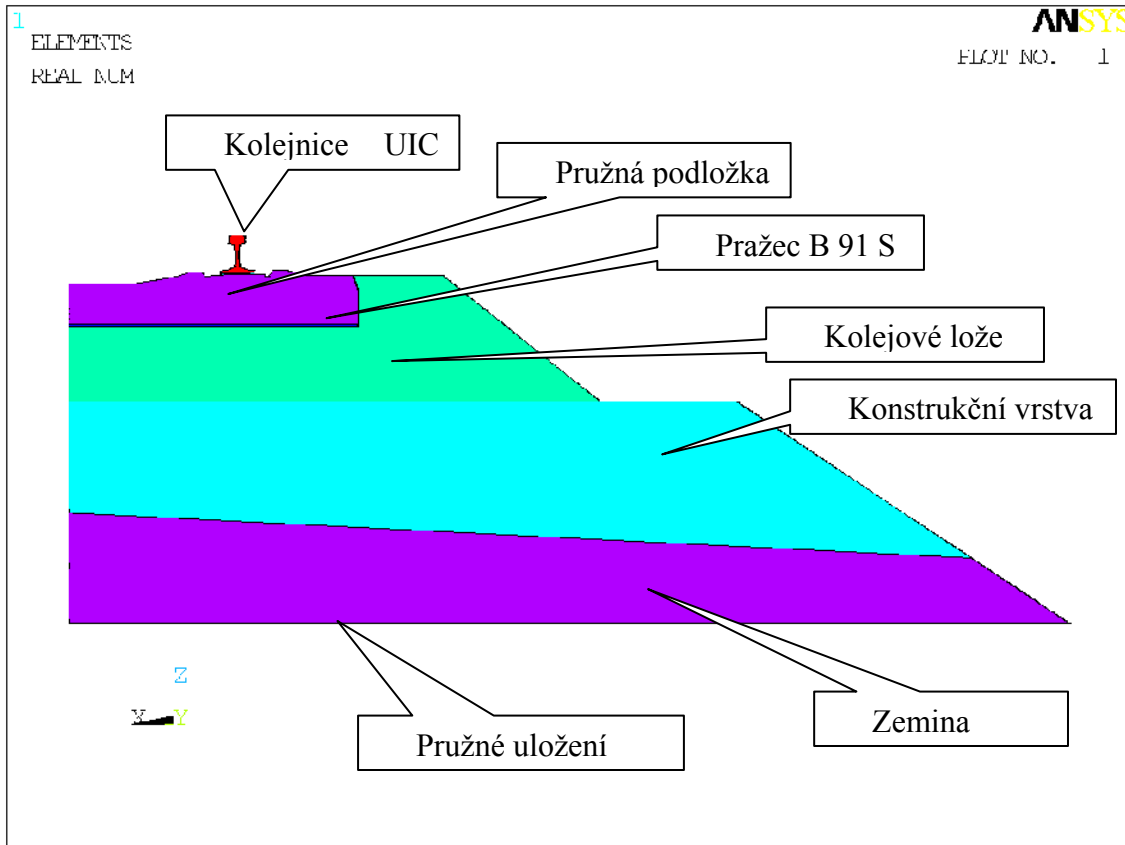 1
ANSYS
ELEMENTS
PLOT NO. 1
REAL NUM
Kolejnice UIC
Pružná podložka
Pražec B 91 S
Kolejové lože
Konstrukční vrstva
Z
X Y
Zemina
Pružné uložení